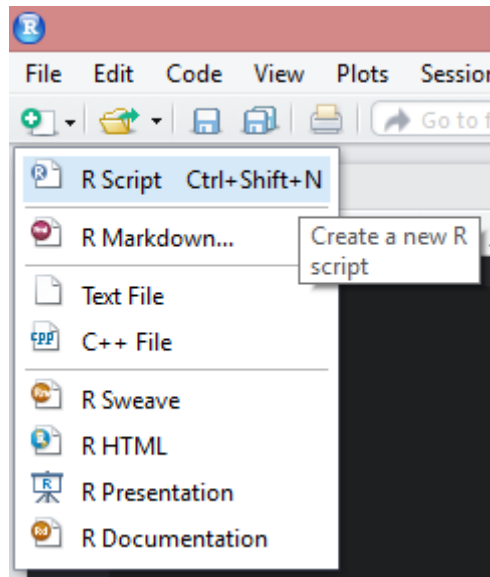 R
File Edit Code View Plots Session
Go to f
R Script Ctrl+Shift+N
R Markdown...
Create a new R
script
Text File
C++ File
R Sweave
R HTML
R Presentation
R Documentation